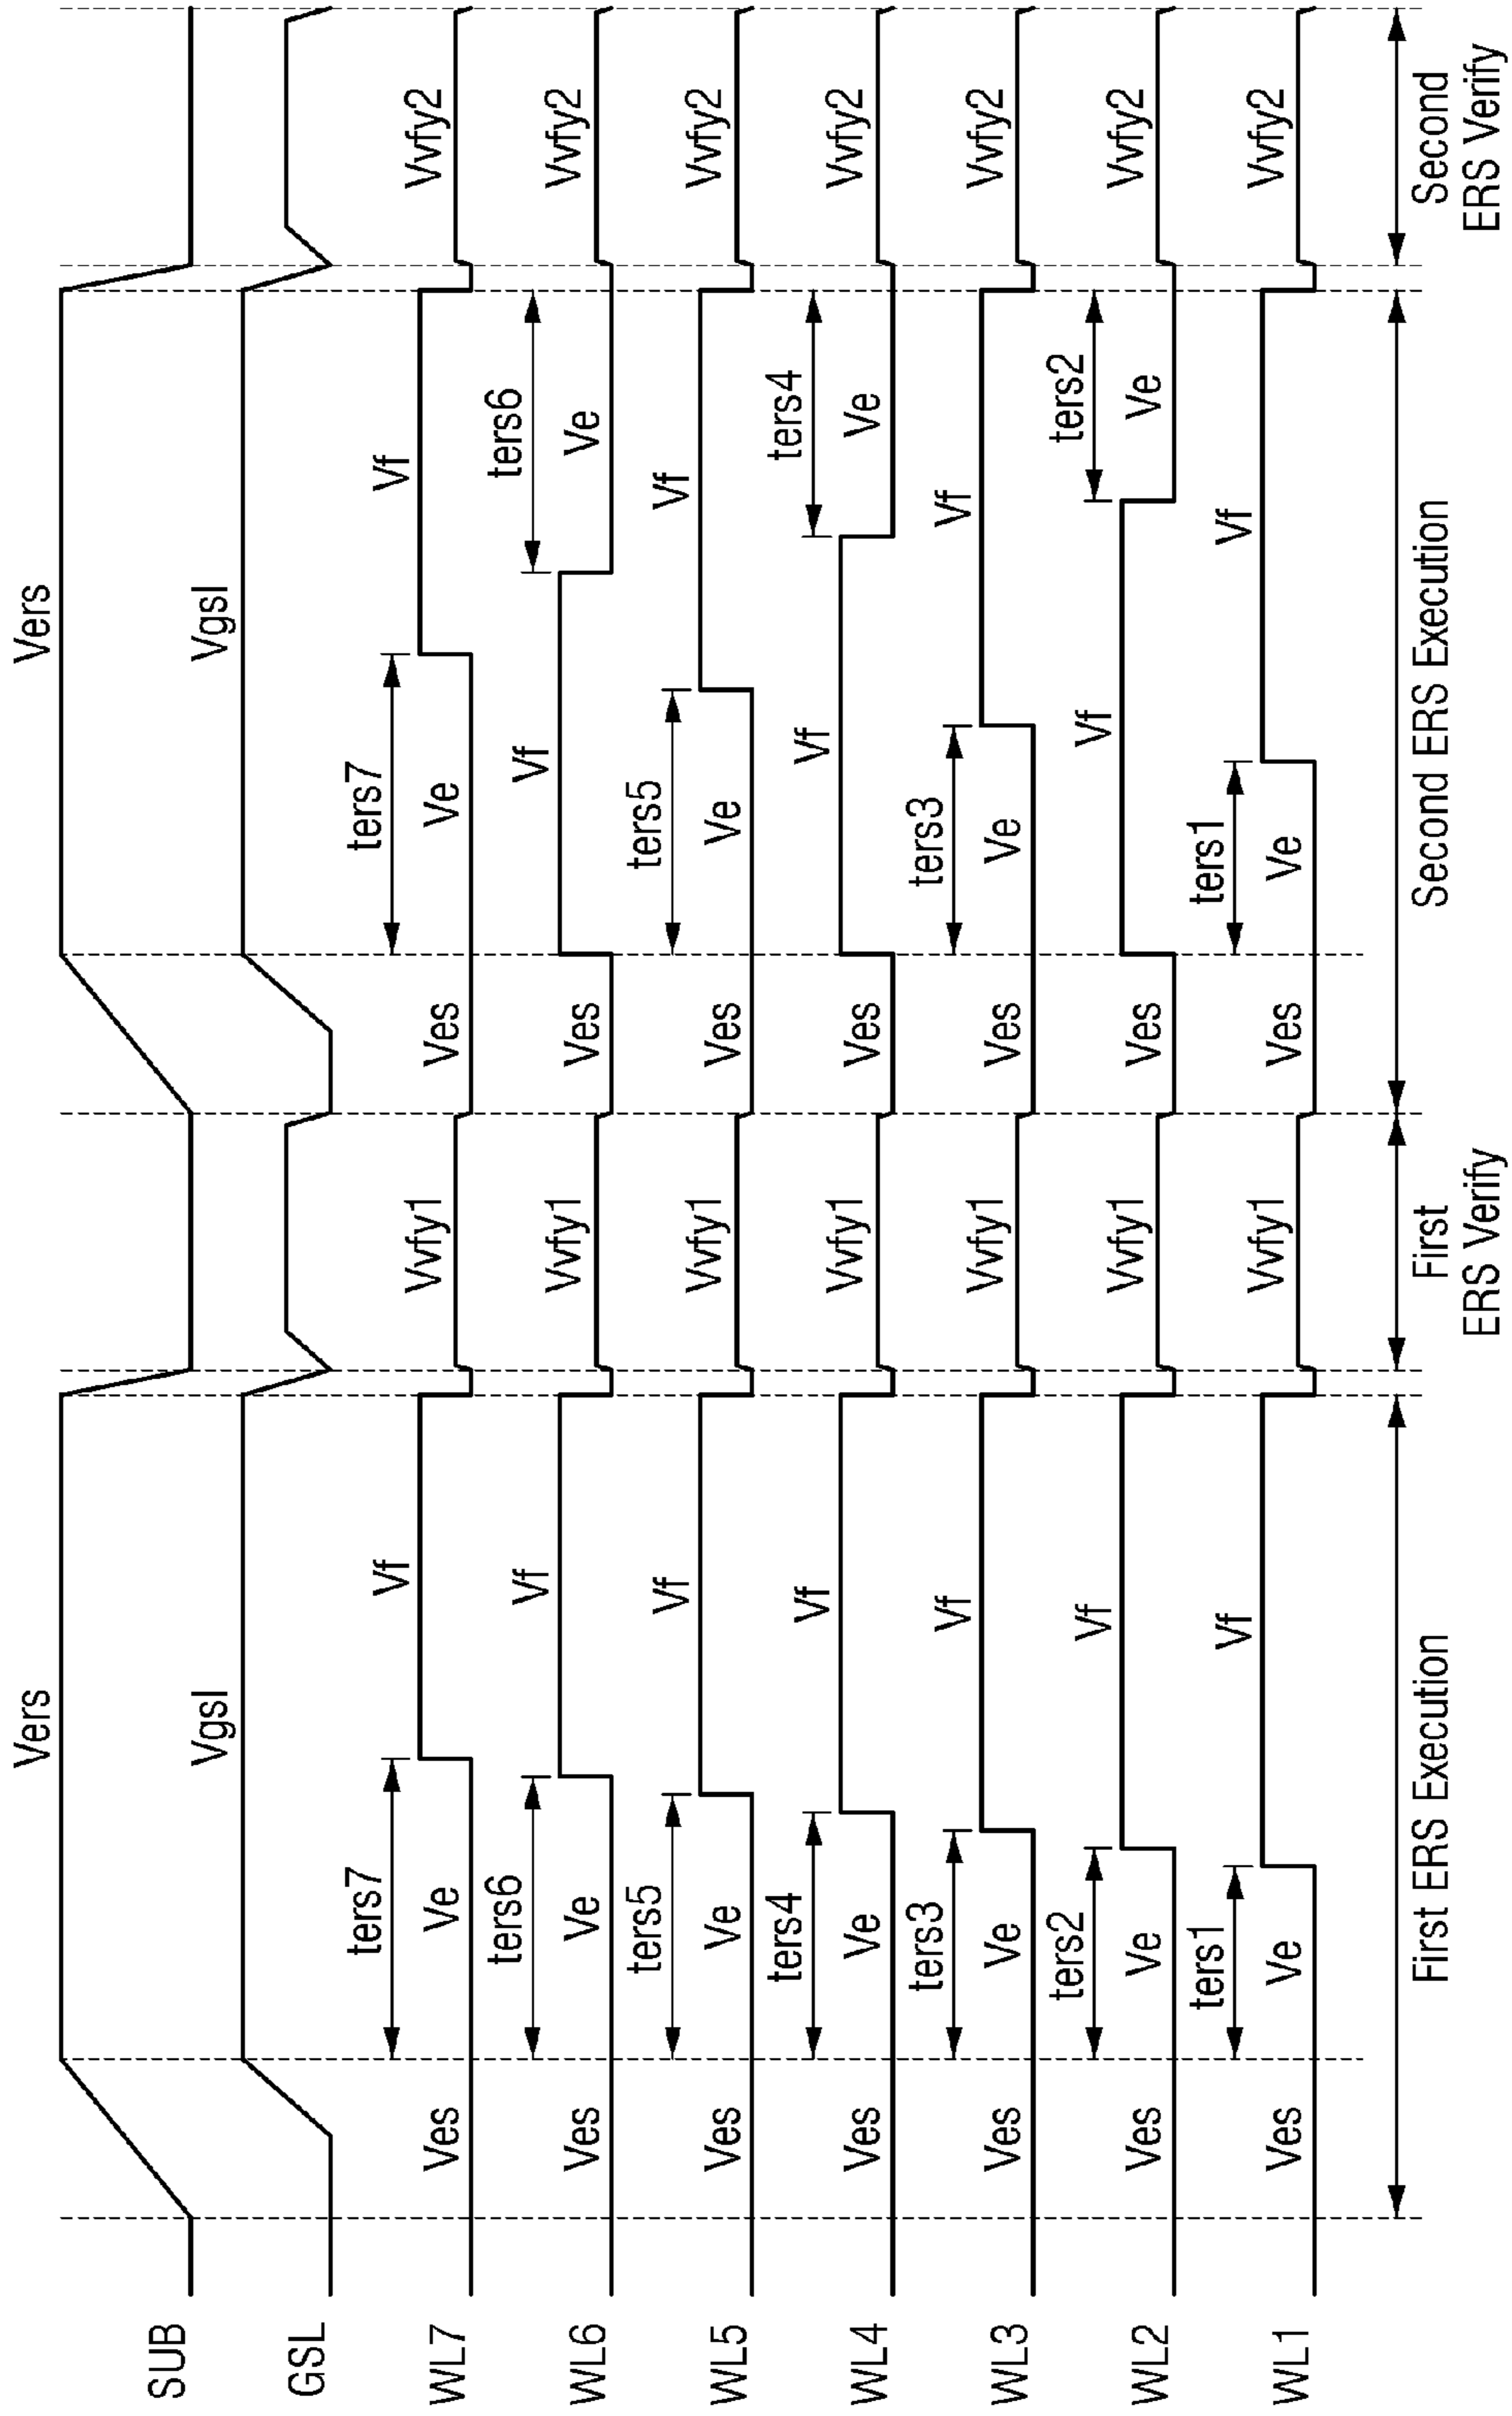 SUB
Vers
Vers
GSL
Vgsl
Vgsl
WL7
Ves
ters7
Ve
Vf
Vvfy1
Ves
ters7
Ve
Vf
Vvfy2
WL6
Ves
ters6
Ve
Vf
Vvfy1
Ves
Vf
ters6
Ve
Vvfy2
WL5
Ves
ters5
Ve
Vf
Vvfy1
Ves
ters5
Ve
Vf
Vvfy2
WL4
Ves
ters4
Ve
Vf
Vvfy1
Ves
Vf
ters4
Ve
Vvfy2
WL3
Ves
ters3
Ve
Vf
Vvfy1
Ves
ters3
Ve
Vf
Vvfy2
WL2
Ves
ters2
Ve
Vf
Vvfy1
Ves
Vf
ters2
Ve
Vvfy2
WL1
Ves
ters1
Ve
Vf
Vvfy1
Ves
ters1
Ve
Vf
Vvfy2
First ERS Execution
First
ERS Verify
Second ERS Execution
Second
ERS Verify